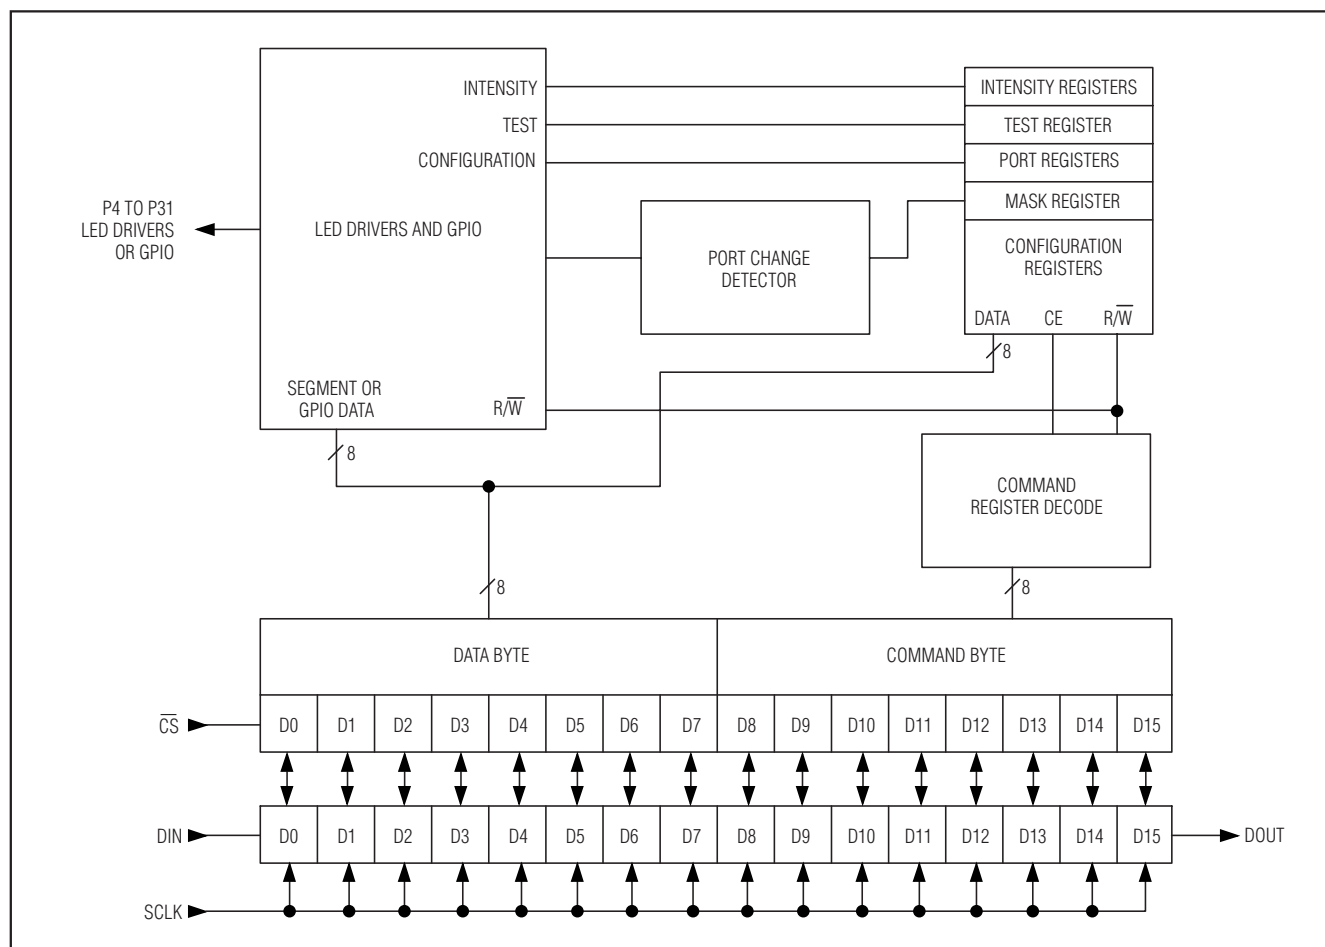 INTENSITY
TEST
CONFIGURATION
LED DRIVERS AND GPIO
SEGMENT OR
GPIO DATA
R/W̅
P4 TO P31
LED DRIVERS
OR GPIO
PORT CHANGE
DETECTOR
INTENSITY REGISTERS
TEST REGISTER
PORT REGISTERS
MASK REGISTER
CONFIGURATION
REGISTERS
DATA CE R/W̅
8
8
COMMAND
REGISTER DECODE
8
8
DATA BYTE COMMAND BYTE
C̅S̅ D0 D1 D2 D3 D4 D5 D6 D7 D8 D9 D10 D11 D12 D13 D14 D15
DIN D0 D1 D2 D3 D4 D5 D6 D7 D8 D9 D10 D11 D12 D13 D14 D15 DOUT
SCLK